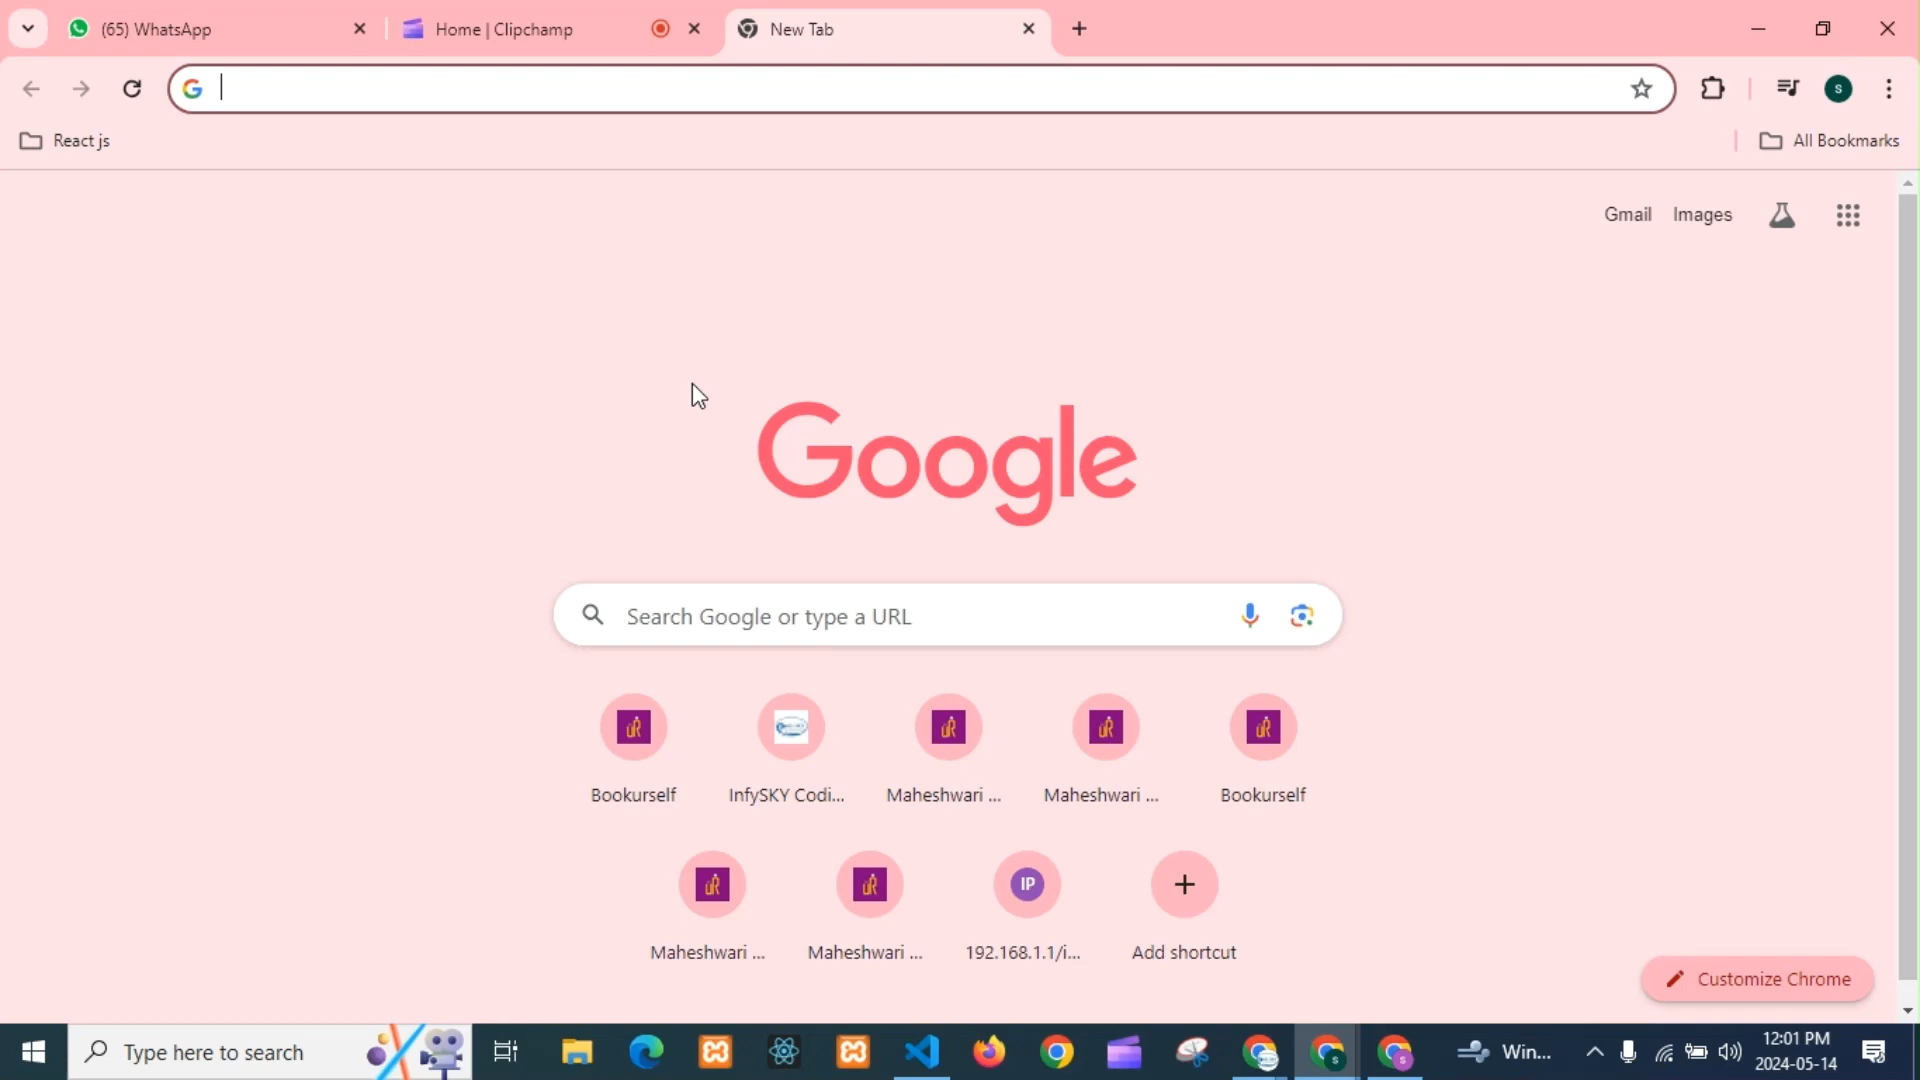 (65) WhatsApp
Home | Clipchamp
New Tab
S
React js
All Bookmarks
Gmail
Images
Google
Search Google or type a URL
Bookurself
InfySKY Codi...
Maheshwari ...
Maheshwari ...
Bookurself
IP
Maheshwari ...
Maheshwari ...
192.168.1.1/i...
Add shortcut
Customize Chrome
Type here to search
Win...
12:01 PM
2024-05-14